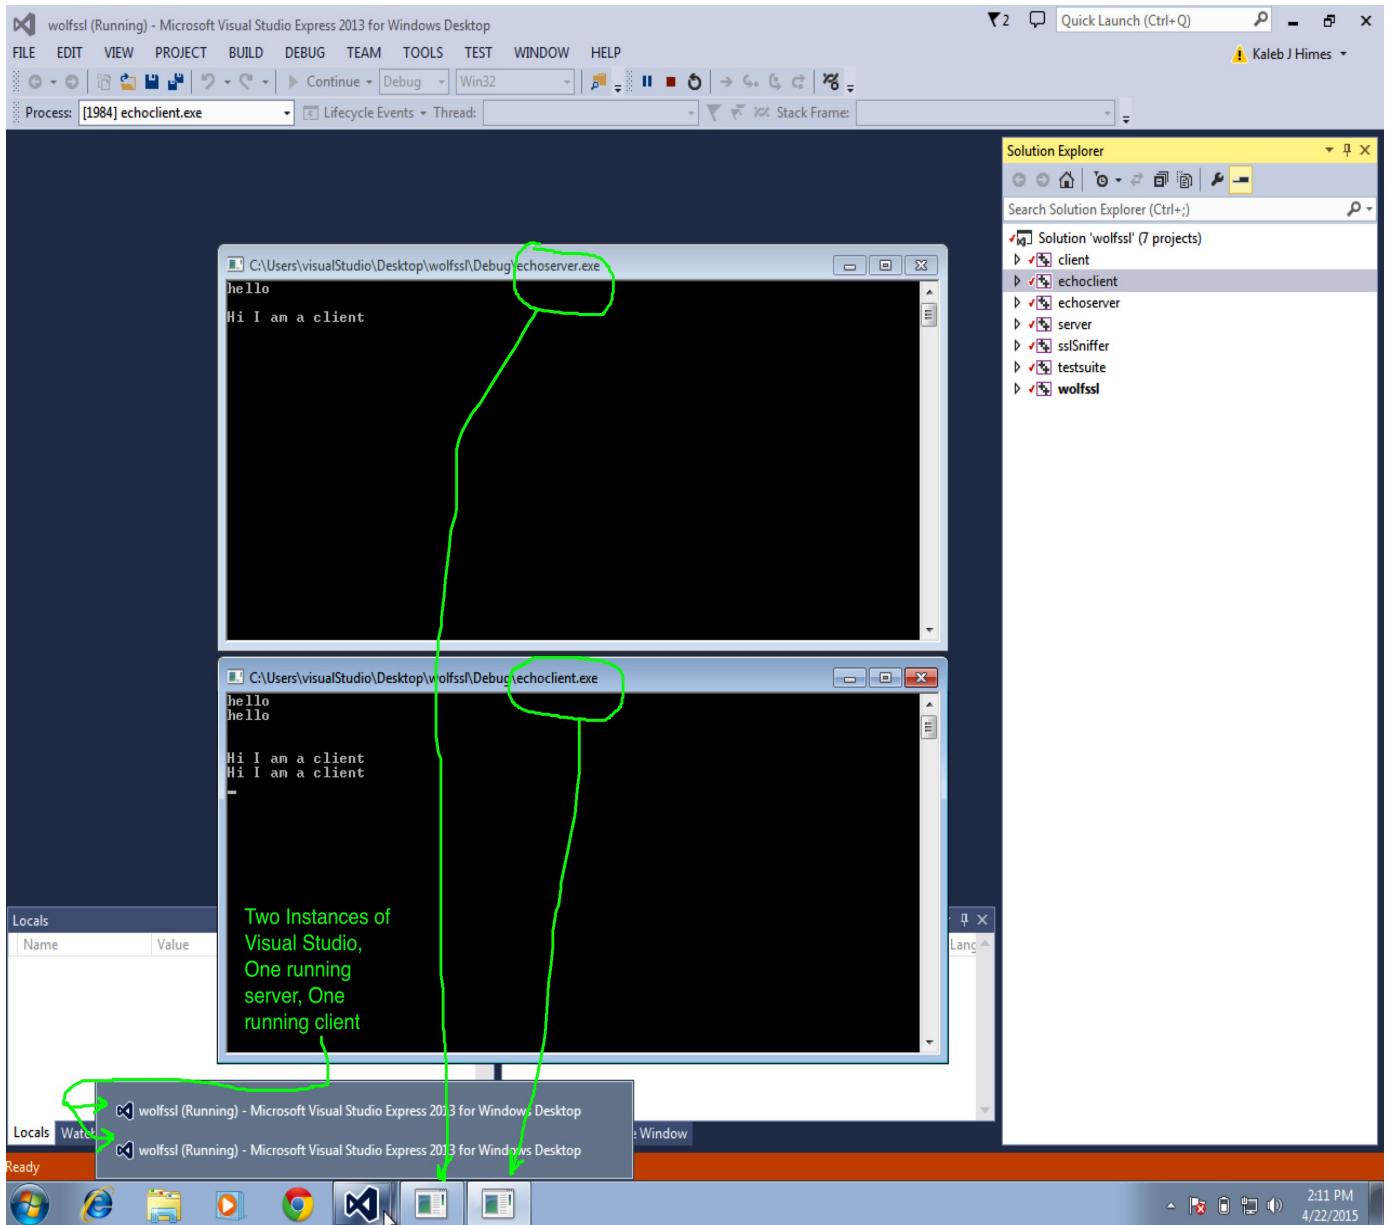 wolfssl (Running) - Microsoft Visual Studio Express 2013 for Windows Desktop
2
Quick Launch (Ctrl+Q)
FILE EDIT VIEW PROJECT BUILD DEBUG TEAM TOOLS TEST WINDOW HELP
Kaleb J Himes
Continue Debug Win32
Process: [1984] echoclient.exe Lifecycle Events Thread: Stack Frame:
Solution Explorer
Search Solution Explorer (Ctrl+;)
Solution 'wolfssl' (7 projects)
client
echoclient
echoserver
server
sslSniffer
testsuite
wolfssl
C:\Users\visualStudio\Desktop\wolfssl\Debug\echoserver.exe
hello
Hi I am a client
C:\Users\visualStudio\Desktop\wolfssl\Debug\echoclient.exe
hello
hello
Hi I am a client
Hi I am a client
Two Instances of
Visual Studio,
One running
server, One
running client
Locals
Name Value
Lang
wolfssl (Running) - Microsoft Visual Studio Express 2013 for Windows Desktop
wolfssl (Running) - Microsoft Visual Studio Express 2013 for Windows Desktop
Locals Watch
Window
Ready
2:11 PM
4/22/2015